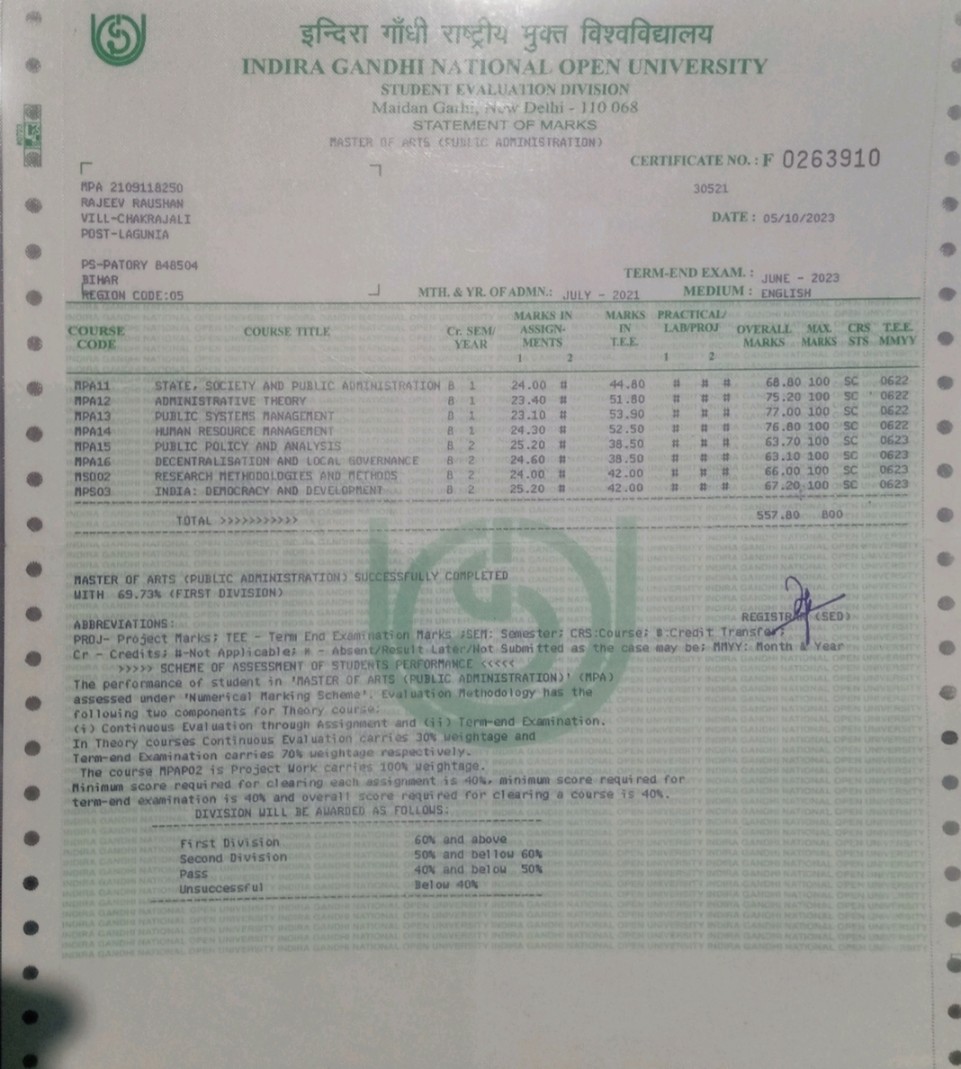 इन्दिरा गाँधी राष्ट्रीय मुक्त विश्वविद्यालय
INDIRA GANDHI NATIONAL OPEN UNIVERSITY
STUDENT EVALUATION DIVISION
Maidan Garhi, New Delhi - 110 068
STATEMENT OF MARKS
MASTER OF ARTS (PUBLIC ADMINISTRATION)
CERTIFICATE NO. : F 0263910
30521
MPA 2109118250
RAJEEV RAUSHAN
VILL-CHAKRAJALI
POST-LAGUNIA
DATE : 05/10/2023
PS-PATORY 848504
BIHAR
REGION CODE:05
TERM-END EXAM. : JUNE - 2023
MTH. & YR. OF ADMN.: JULY - 2021 MEDIUM : ENGLISH
COURSE CODE COURSE TITLE Cr. SEM/ YEAR MARKS IN ASSIGN- MENTS 1 2 MARKS IN T.E.E. PRACTICAL/ LAB/PROJ 1 2 OVERALL MARKS MAX. MARKS CRS STS T.E.E. MMYY
MPA11 STATE, SOCIETY AND PUBLIC ADMINISTRATION 8 1 24.00 # 44.80 # # # 68.80 100 SC 0622
MPA12 ADMINISTRATIVE THEORY 8 1 23.40 # 51.80 # # # 75.20 100 SC 0622
MPA13 PUBLIC SYSTEMS MANAGEMENT 8 1 23.10 # 53.90 # # # 77.00 100 SC 0622
MPA14 HUMAN RESOURCE MANAGEMENT 8 1 24.30 # 52.50 # # # 76.80 100 SC 0622
MPA15 PUBLIC POLICY AND ANALYSIS 8 2 25.20 # 38.50 # # # 63.70 100 SC 0623
MPA16 DECENTRALISATION AND LOCAL GOVERNANCE 8 2 24.60 # 38.50 # # # 63.10 100 SC 0623
MSO02 RESEARCH METHODOLOGIES AND METHODS 8 2 24.00 # 42.00 # # # 66.00 100 SC 0623
MPS03 INDIA: DEMOCRACY AND DEVELOPMENT 8 2 25.20 # 42.00 # # # 67.20 100 SC 0623
TOTAL >>>>>>>>>>> 557.80 800
MASTER OF ARTS (PUBLIC ADMINISTRATION) SUCCESSFULLY COMPLETED
WITH 69.73% (FIRST DIVISION)
REGISTRAR (SED)
ABBREVIATIONS:
PROJ- Project Marks; TEE - Term End Examination Marks ;SEM: Semester; CRS:Course; @:Credit Transfer;
Cr - Credits; #-Not Applicable; * - Absent/Result Later/Not Submitted as the case may be; MMYY: Month & Year
>>>>> SCHEME OF ASSESSMENT OF STUDENTS PERFORMANCE <<<<<
The performance of student in 'MASTER OF ARTS (PUBLIC ADMINISTRATION)' (MPA)
assessed under 'Numerical Marking Scheme'. Evaluation Methodology has the
following two components for Theory course:
(i) Continuous Evaluation through Assignment and (ii) Term-end Examination.
In Theory courses Continuous Evaluation carries 30% weightage and
Term-end Examination carries 70% weightage respectively.
The course MPAP02 is Project Work carries 100% weightage.
Minimum score required for clearing each assignment is 40%, minimum score required for
term-end examination is 40% and overall score required for clearing a course is 40%.
DIVISION WILL BE AWARDED AS FOLLOWS:
First Division 60% and above
Second Division 50% and bellow 60%
Pass 40% and below 50%
Unsuccessful Below 40%